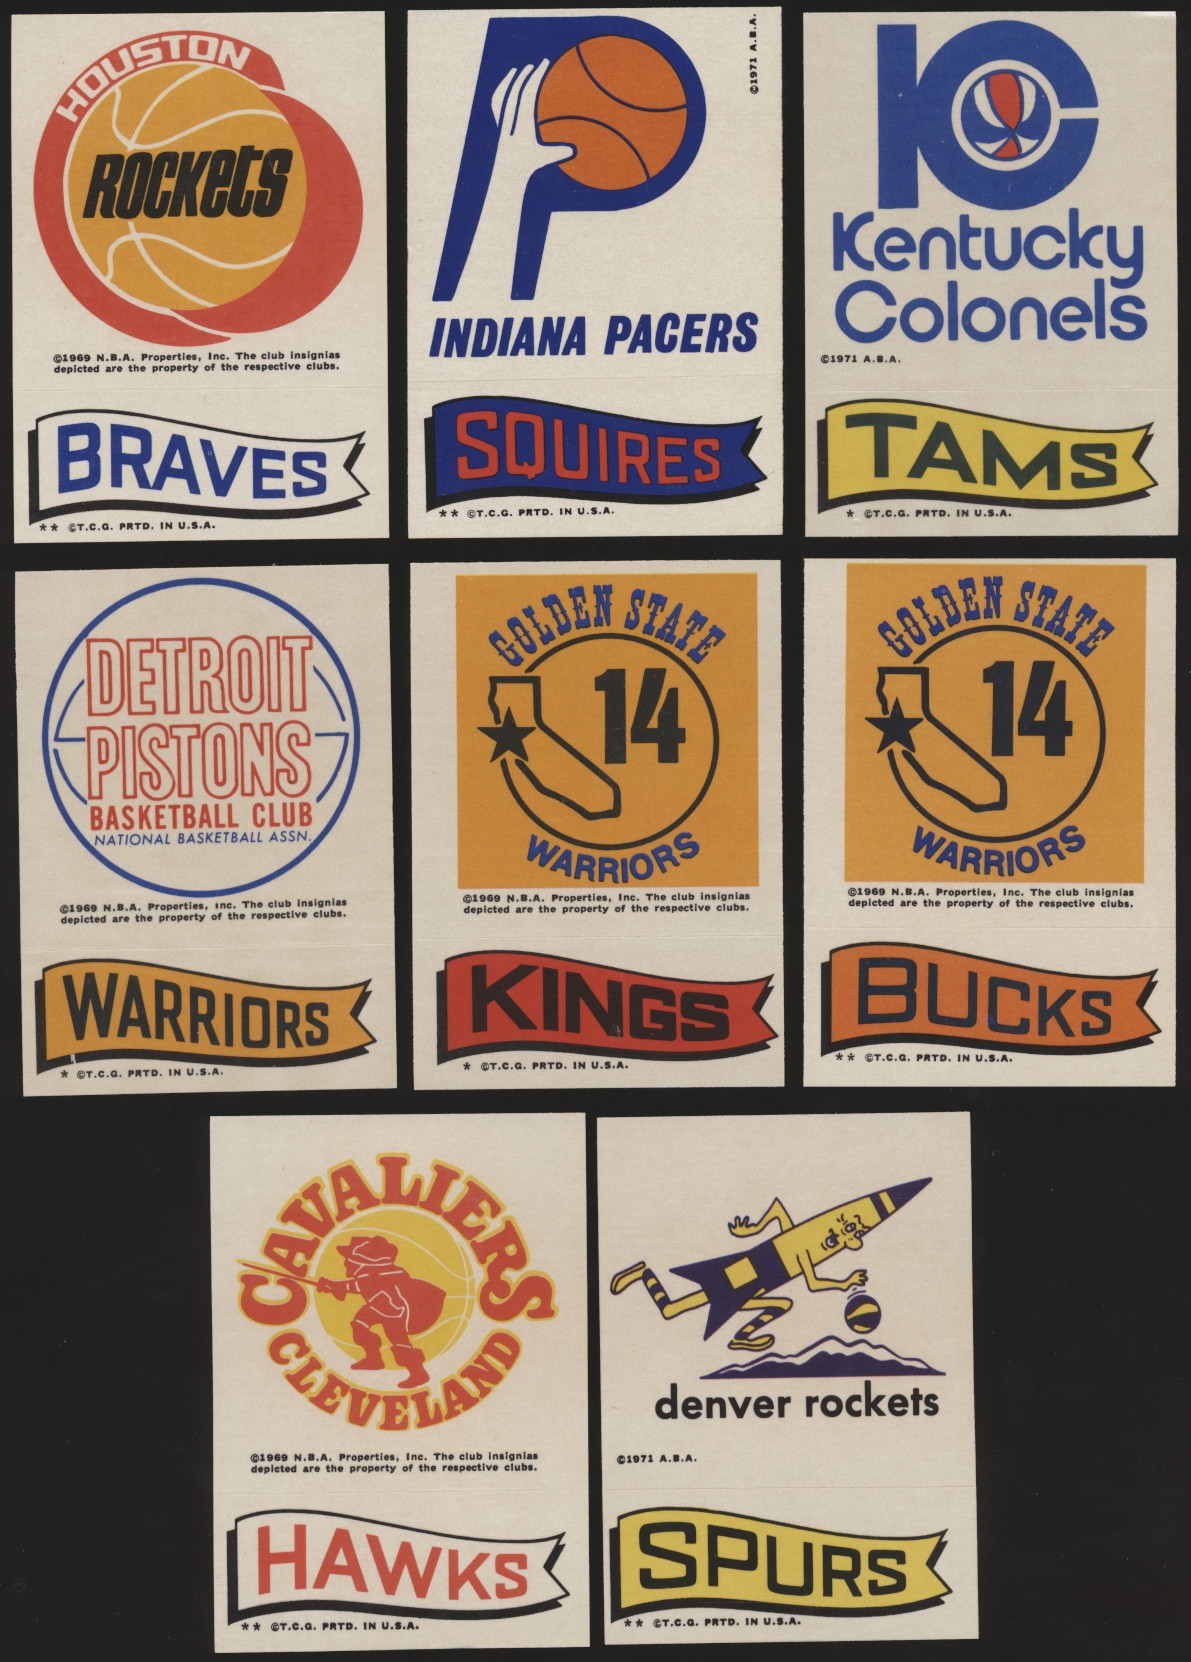 HOUSTON
ROCKETS
©1969 N.B.A. Properties, Inc. The club insignias
depicted are the property of the respective clubs.
BRAVES
** ©T.C.G. PRTD. IN U.S.A.
©1971 A.B.A.
P
INDIANA PACERS
SQUIRES
** ©T.C.G. PRTD. IN U.S.A.
KC
Kentucky
Colonels
©1971 A.B.A.
TAMS
* ©T.C.G. PRTD. IN U.S.A.
DETROIT
PISTONS
BASKETBALL CLUB
NATIONAL BASKETBALL ASSN.
©1969 N.B.A. Properties, Inc. The club insignias
depicted are the property of the respective clubs.
WARRIORS
* ©T.C.G. PRTD. IN U.S.A.
GOLDEN STATE
14
WARRIORS
©1969 N.B.A. Properties, Inc. The club insignias
depicted are the property of the respective clubs.
KINGS
* ©T.C.G. PRTD. IN U.S.A.
GOLDEN STATE
14
WARRIORS
©1969 N.B.A. Properties, Inc. The club insignias
depicted are the property of the respective clubs.
BUCKS
** ©T.C.G. PRTD. IN U.S.A.
CAVALIERS
CLEVELAND
©1969 N.B.A. Properties, Inc. The club insignias
depicted are the property of the respective clubs.
HAWKS
** ©T.C.G. PRTD. IN U.S.A.
denver rockets
©1971 A.B.A.
SPURS
** ©T.C.G. PRTD. IN U.S.A.